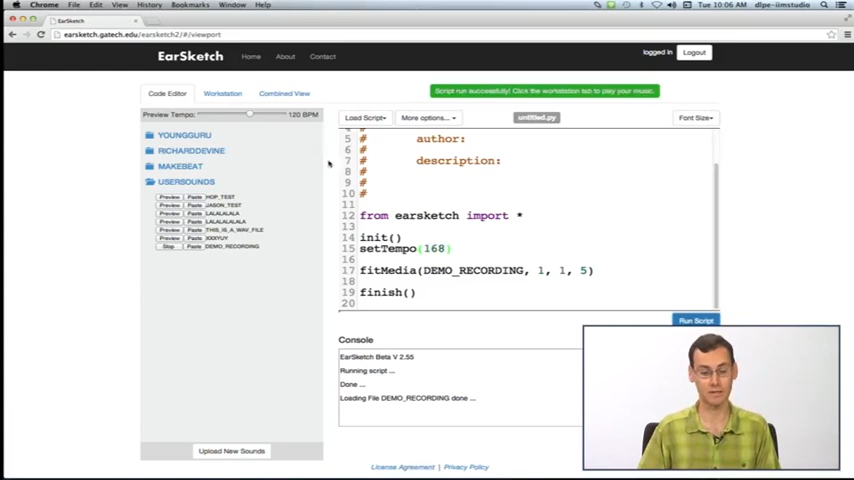 Chrome File Edit View History Bookmarks Window Help
Tue 10:06 AM dlpe-iimstudio
EarSketch
earsketch.gatech.edu/earsketch2/#/viewport
EarSketch Home About Contact logged in Logout
Code Editor Workstation Combined View
Script run successfully! Click the workstation tab to play your music.
Preview Tempo: 120 BPM
Load Script More options... untitled.py Font Size
YOUNGGURU
RICHARDDEVINE
MAKEBEAT
USERSOUNDS
Preview Paste HOP_TEST
Preview Paste JASON_TEST
Preview Paste LALALALALA
Preview Paste LALALALALA
Preview Paste THIS_IS_A_WAV_FILE
Preview Paste XXXYUY
Stop Paste DEMO_RECORDING
4 #
5 # author:
6 #
7 # description:
8 #
9 #
10 #
11
12 from earsketch import *
13
14 init()
15 setTempo(168)
16
17 fitMedia(DEMO_RECORDING, 1, 1, 5)
18
19 finish()
20
Run Script
Console
EarSketch Beta V 2.55
Running script ...
Done ...
Loading File DEMO_RECORDING done ...
Upload New Sounds
License Agreement | Privacy Policy